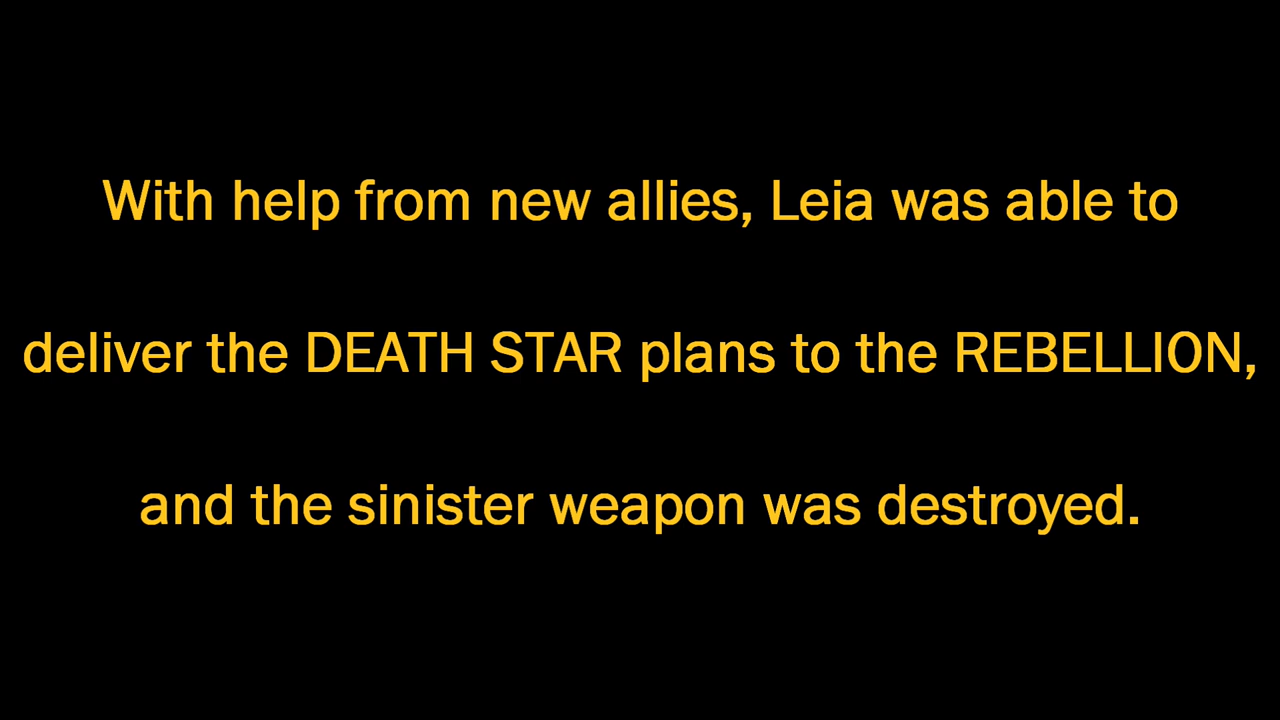 With help from new allies, Leia was able to
deliver the DEATH STAR plans to the REBELLION,
and the sinister weapon was destroyed.